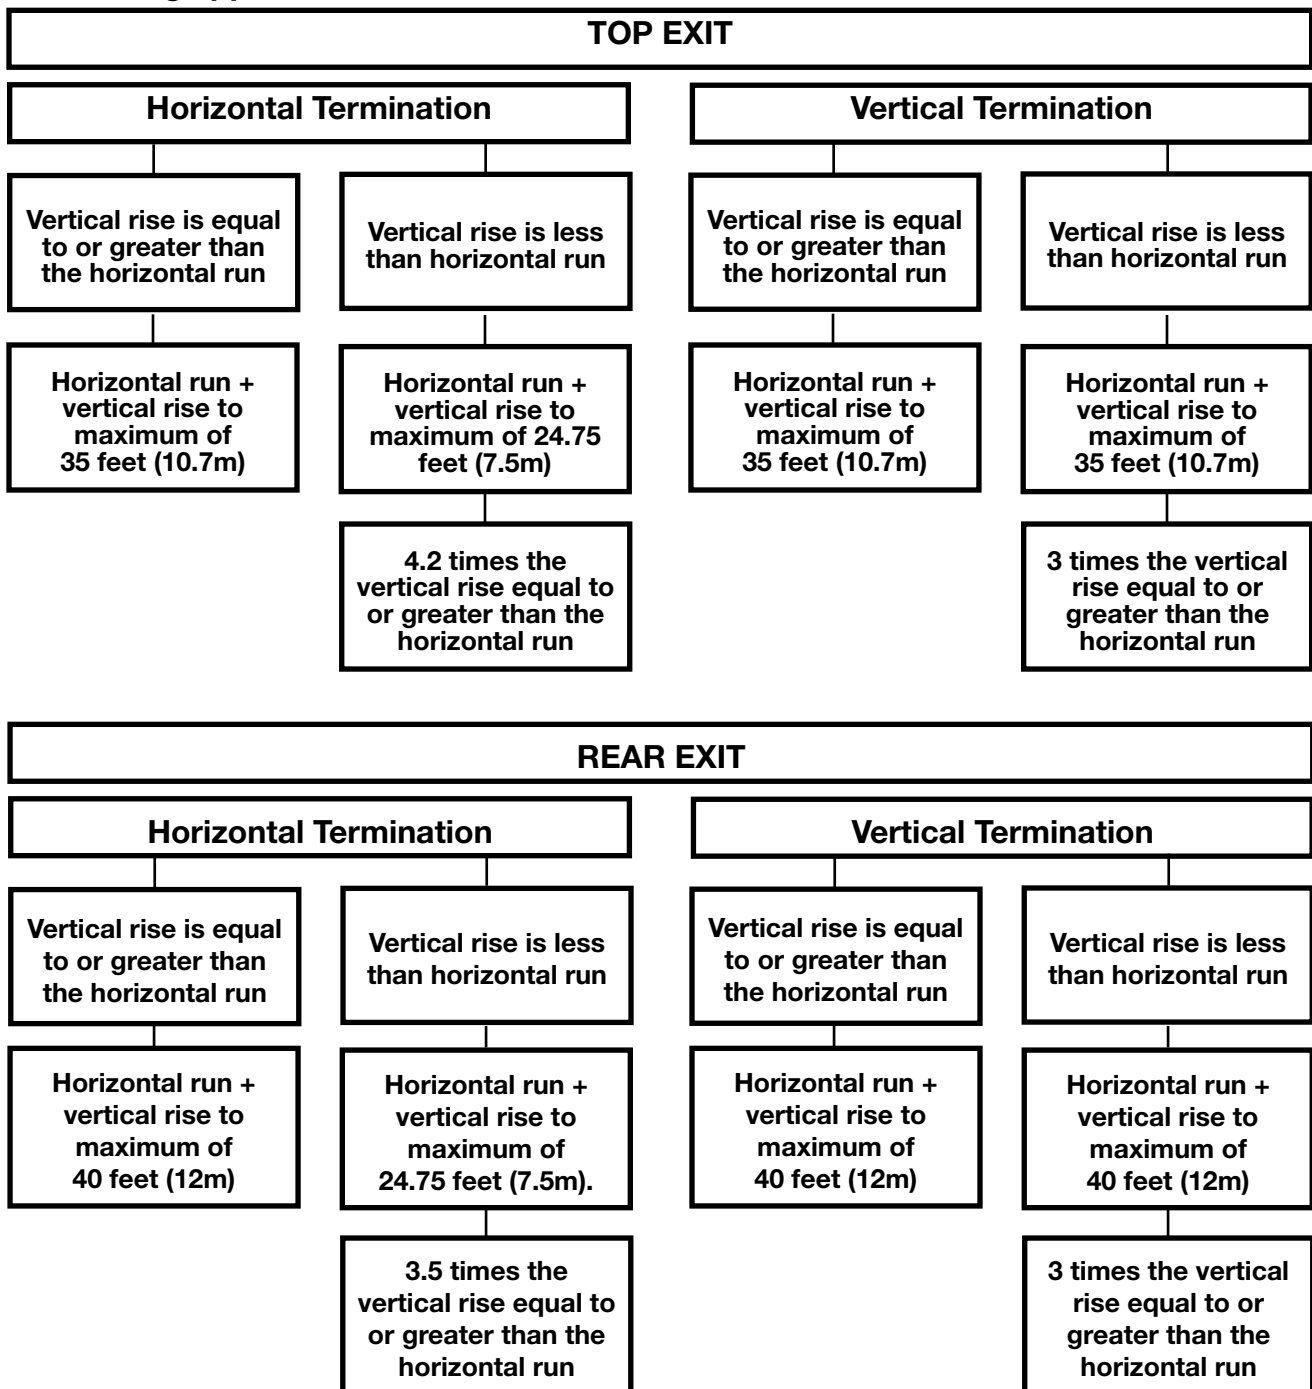 TOP EXIT
Horizontal Termination
Vertical rise is equal
to or greater than
the horizontal run
Horizontal run +
vertical rise to
maximum of
35 feet (10.7m)
Vertical rise is less
than horizontal run
Horizontal run +
vertical rise to
maximum of 24.75
feet (7.5m)
4.2 times the
vertical rise equal to
or greater than the
horizontal run
Vertical Termination
Vertical rise is equal
to or greater than
the horizontal run
Horizontal run +
vertical rise to
maximum of
35 feet (10.7m)
Vertical rise is less
than horizontal run
Horizontal run +
vertical rise to
maximum of
35 feet (10.7m)
3 times the vertical
rise equal to or
greater than the
horizontal run
REAR EXIT
Horizontal Termination
Vertical rise is equal
to or greater than
the horizontal run
Horizontal run +
vertical rise to
maximum of
40 feet (12m)
Vertical rise is less
than horizontal run
Horizontal run +
vertical rise to
maximum of
24.75 feet (7.5m).
3.5 times the
vertical rise equal to
or greater than the
horizontal run
Vertical Termination
Vertical rise is equal
to or greater than
the horizontal run
Horizontal run +
vertical rise to
maximum of
40 feet (12m)
Vertical rise is less
than horizontal run
Horizontal run +
vertical rise to
maximum of
40 feet (12m)
3 times the vertical
rise equal to or
greater than the
horizontal run